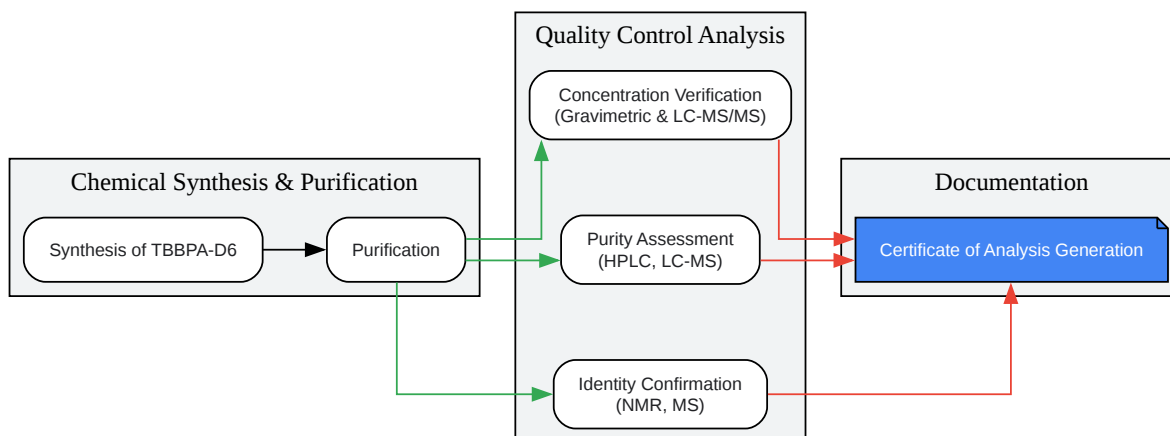 Quality Control Analysis
Concentration Verification
(Gravimetric & LC-MS/MS)
Chemical Synthesis & Purification
Documentation
Synthesis of TBBPA-D6
Purification
Purity Assessment
(HPLC, LC-MS)
Certificate of Analysis Generation
Identity Confirmation
(NMR, MS)